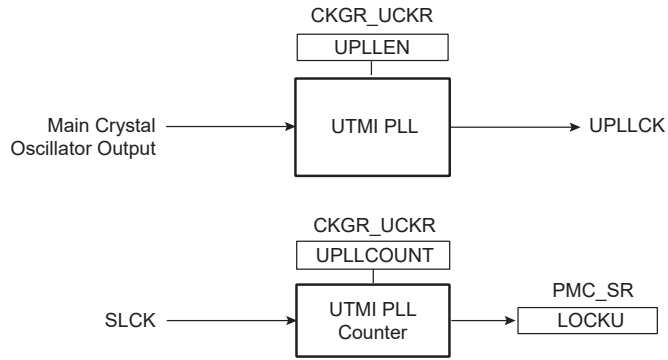 CKGR_UCKR
UPLLEN
Main Crystal
Oscillator Output
UTMI PLL
UPLLCK
CKGR_UCKR
UPLLCOUNT
SLCK
UTMI PLL
Counter
PMC_SR
LOCKU